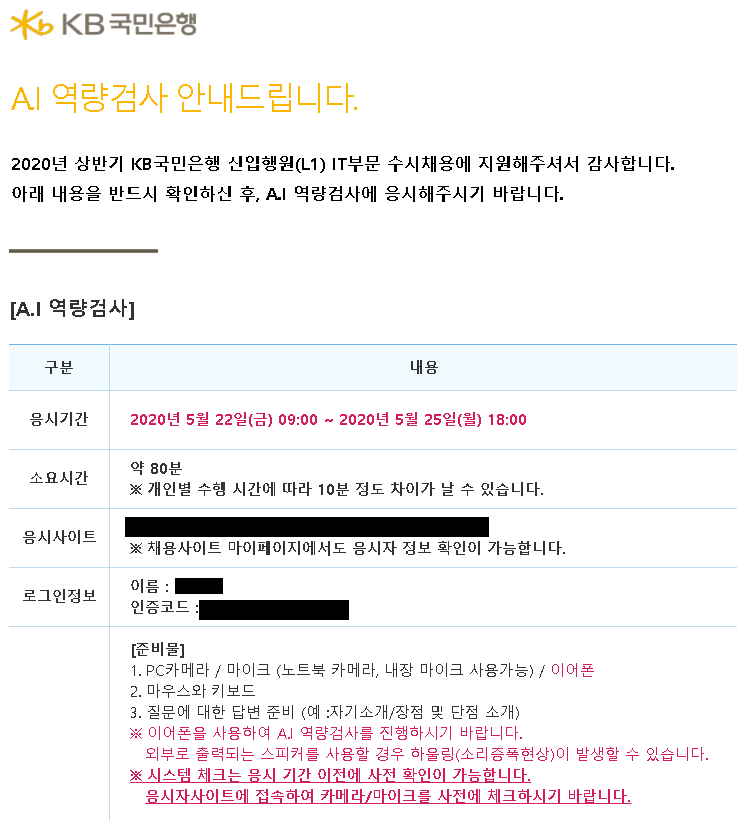 KB 국민은행
A.I 역량검사 안내드립니다.
2020년 상반기 KB국민은행 신입행원(L1) IT부문 수시채용에 지원해주셔서 감사합니다.
아래 내용을 반드시 확인하신 후, A.I 역량검사에 응시해주시기 바랍니다.
[A.I 역량검사]
구분 내용
응시기간 2020년 5월 22일(금) 09:00 ~ 2020년 5월 25일(월) 18:00
소요시간 약 80분
※ 개인별 수행 시간에 따라 10분 정도 차이가 날 수 있습니다.
응시사이트
※ 채용사이트 마이페이지에서도 응시자 정보 확인이 가능합니다.
로그인정보 이름 :
인증코드 :
[준비물]
1. PC카메라 / 마이크 (노트북 카메라, 내장 마이크 사용가능) / 이어폰
2. 마우스와 키보드
3. 질문에 대한 답변 준비 (예 :자기소개/장점 및 단점 소개)
※ 이어폰을 사용하여 A.I 역량검사를 진행하시기 바랍니다.
외부로 출력되는 스피커를 사용할 경우 하울링(소리증폭현상)이 발생할 수 있습니다.
※ 시스템 체크는 응시 기간 이전에 사전 확인이 가능합니다.
응시자사이트에 접속하여 카메라/마이크를 사전에 체크하시기 바랍니다.